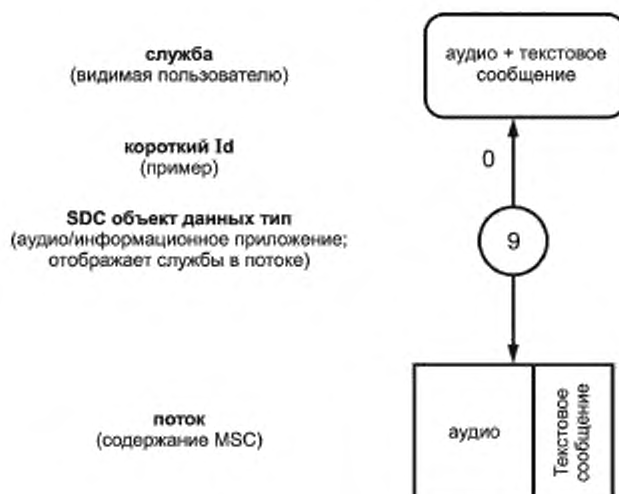 служба
(видимая пользователю)
аудио + текстовое
сообщение
короткий Id
(пример)
0
SDC объект данных тип
(аудио/информационное приложение;
отображает службы в потоке)
9
поток
(содержание MSC)
аудио
Текстовое
сообщение